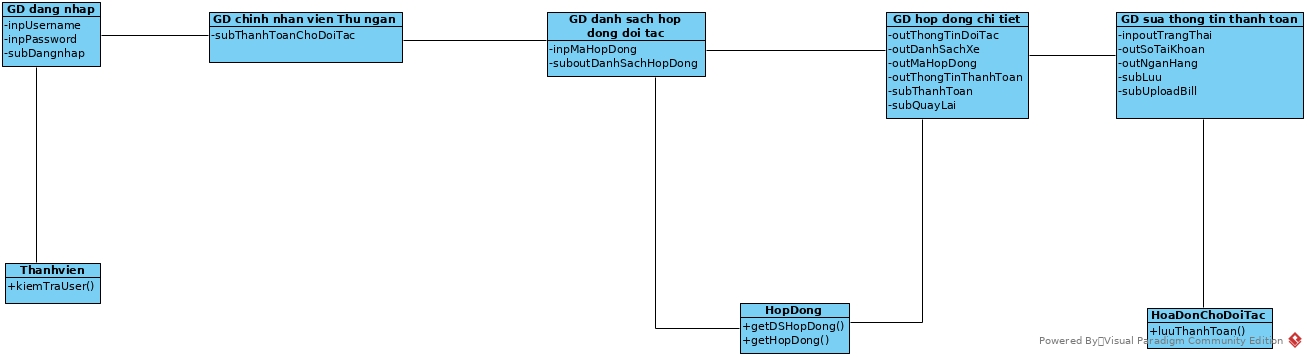 GD dang nhap
-inpUsername
-inpPassword
-subDangnhap
GD chinh nhan vien Thu ngan
-subThanhToanChoDoiTac
GD danh sach hop
dong doi tac
-inpMaHopDong
-suboutDanhSachHopDong
GD hop dong chi tiet
-outThongTinDoiTac
-outDanhSachXe
-outMaHopDong
-outThongTinThanhToan
-subThanhToan
-subQuayLai
GD sua thong tin thanh toan
-inpoutTrangThai
-outSoTaiKhoan
-outNganHang
-subLuu
-subUploadBill
Thanhvien
+kiemTraUser()
HopDong
+getDSHopDong()
+getHopDong()
HoaDonChoDoiTac
+luuThanhToan()
Powered By Visual Paradigm Community Edition